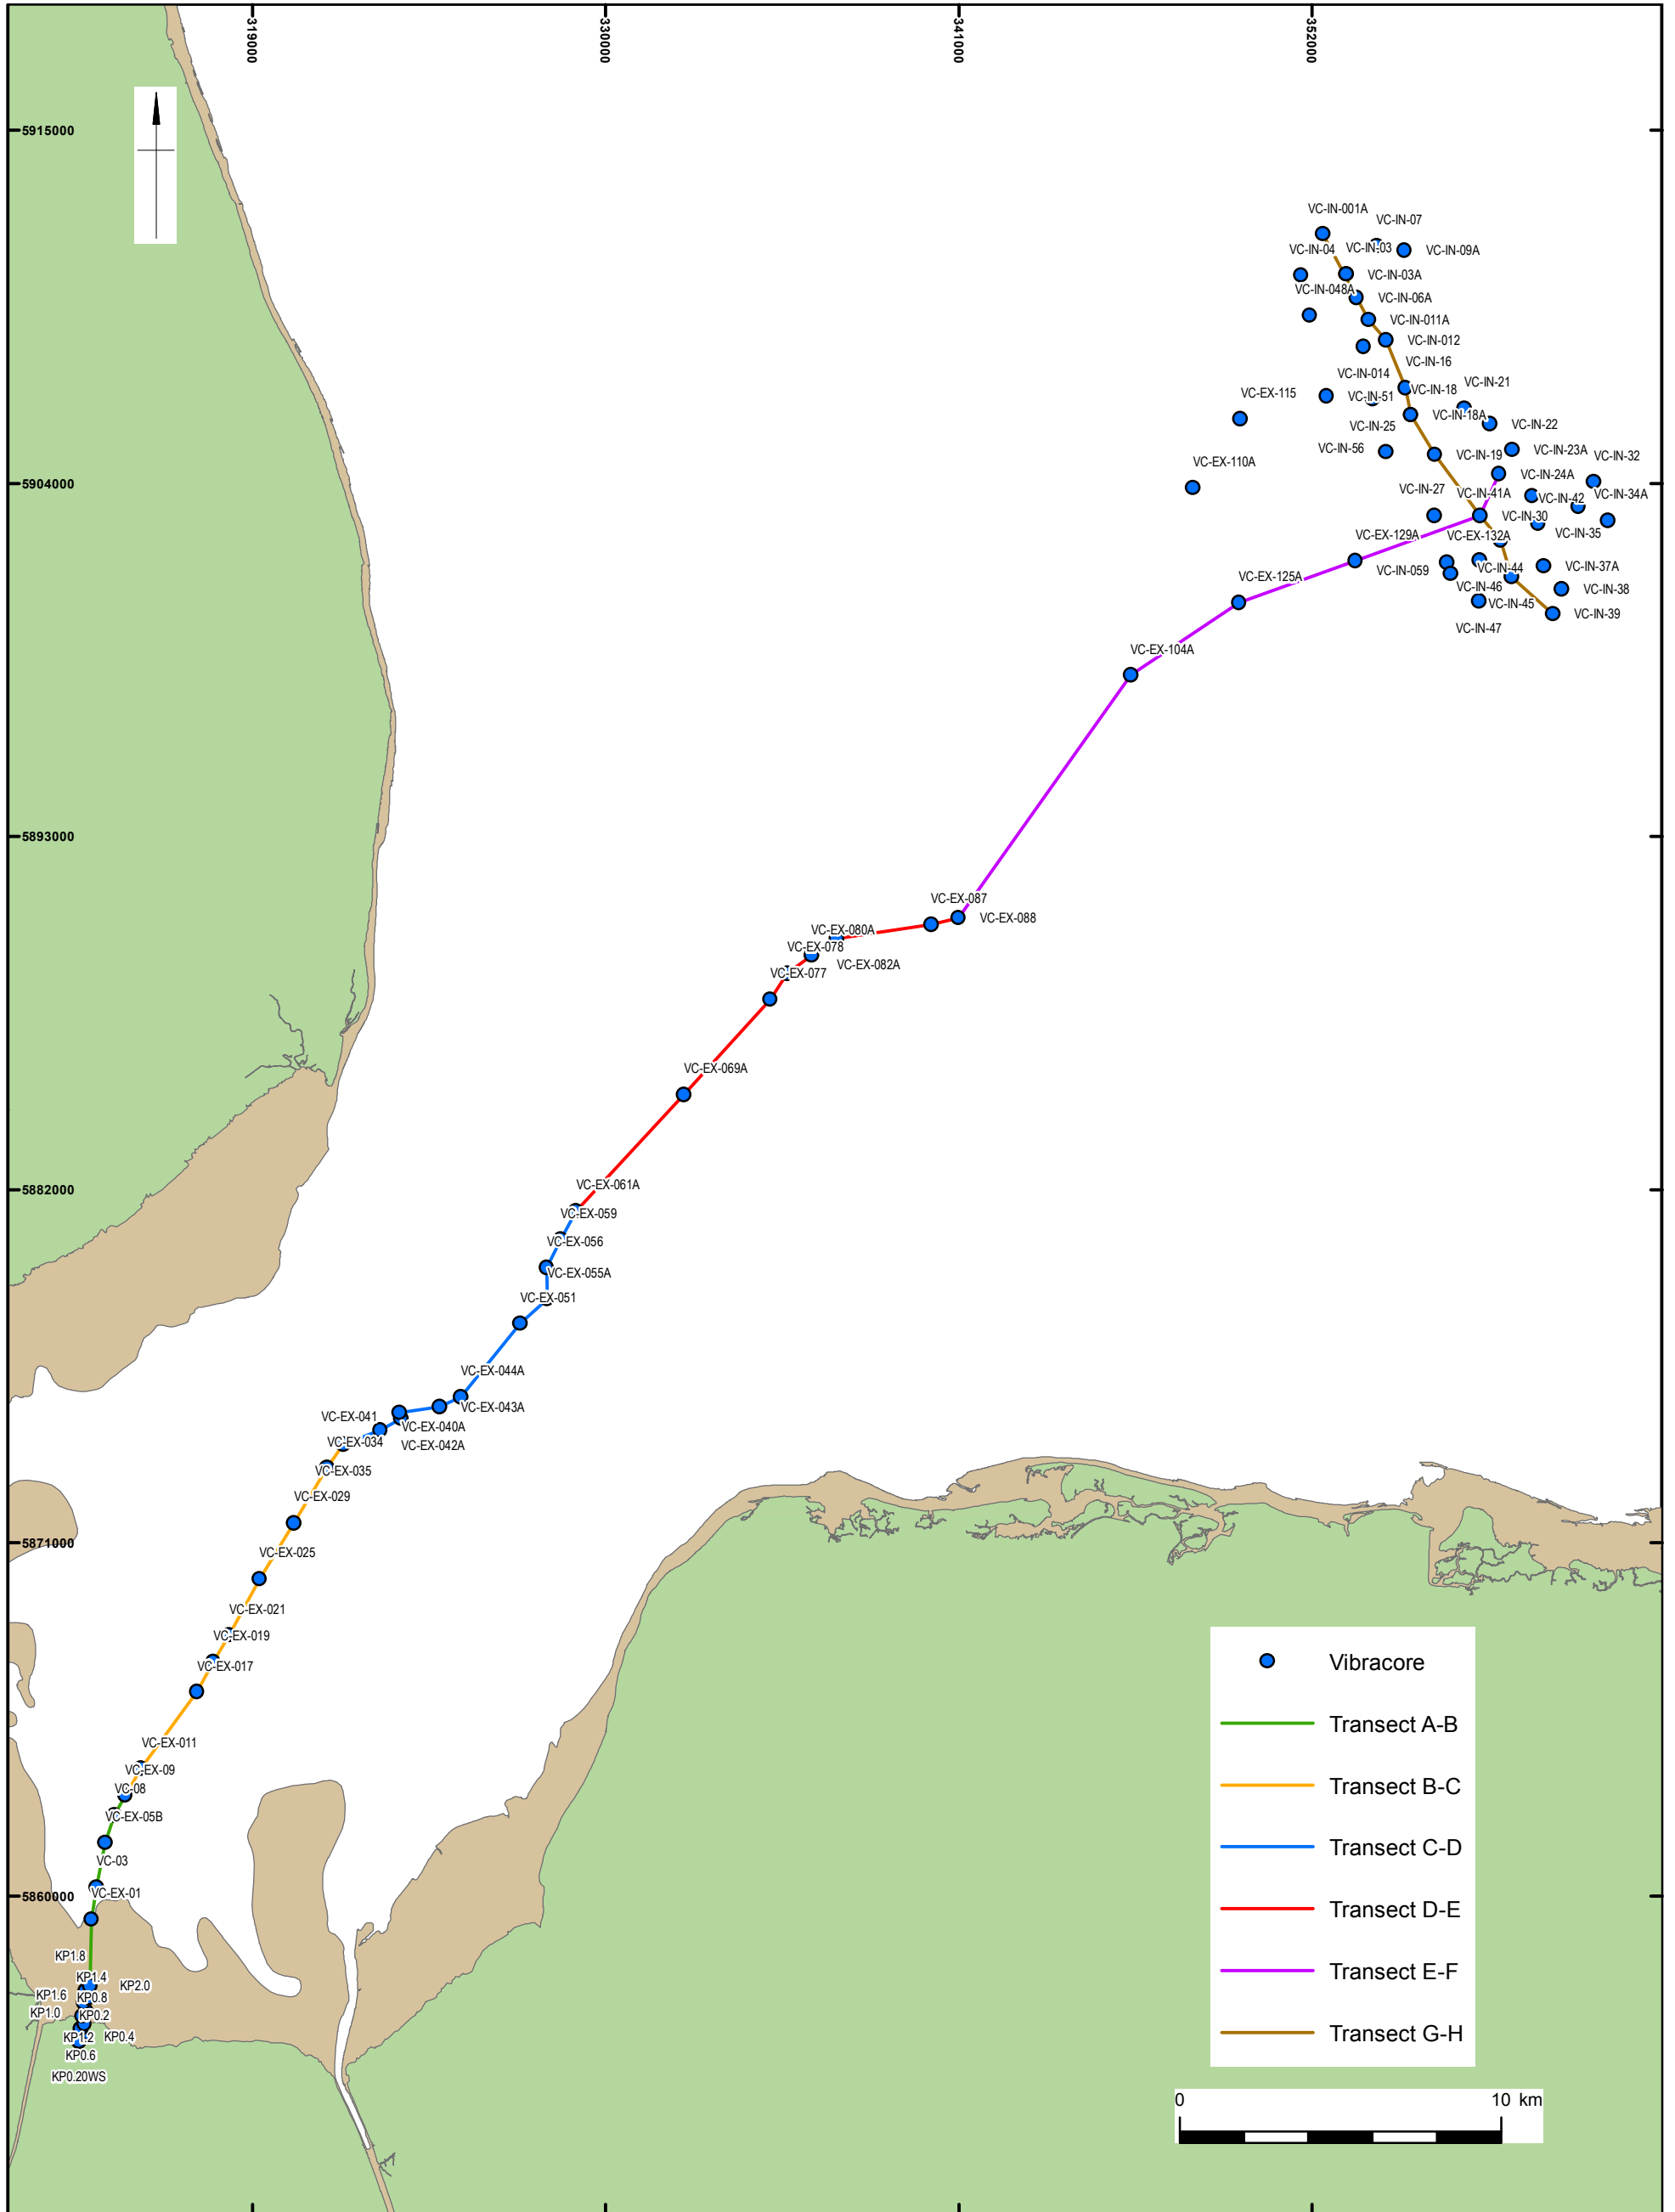 319000
330000
341000
352000
5915000
5904000
5893000
5882000
5871000
5860000
VC-IN-001A
VC-IN-07
VC-IN-04
VC-IN-03
VC-IN-09A
VC-IN-03A
VC-IN-048A
VC-IN-06A
VC-IN-011A
VC-IN-012
VC-IN-16
VC-IN-014
VC-IN-21
VC-EX-115
VC-IN-51
VC-IN-18
VC-IN-18A
VC-IN-22
VC-IN-25
VC-IN-56
VC-IN-19
VC-IN-23A
VC-IN-32
VC-EX-110A
VC-IN-24A
VC-IN-27
VC-IN-41A
VC-IN-42
VC-IN-34A
VC-IN-30
VC-IN-35
VC-EX-129A
VC-EX-132A
VC-IN-059
VC-IN-44
VC-IN-37A
VC-EX-125A
VC-IN-46
VC-IN-38
VC-IN-45
VC-IN-39
VC-IN-47
VC-EX-104A
VC-EX-087
VC-EX-088
VC-EX-080A
VC-EX-078
VC-EX-082A
VC-EX-077
VC-EX-069A
VC-EX-061A
VC-EX-059
VC-EX-056
VC-EX-055A
VC-EX-051
VC-EX-044A
VC-EX-043A
VC-EX-041
VC-EX-040A
VC-EX-034
VC-EX-042A
VC-EX-035
VC-EX-029
VC-EX-025
VC-EX-021
VC-EX-019
VC-EX-017
VC-EX-011
VC-EX-09
VC-08
VC-EX-05B
VC-03
VC-EX-01
KP1.8
KP1.4
KP2.0
KP1.6
KP0.8
KP1.0
KP0.2
KP1.2
KP0.4
KP0.6
KP0.20WS
Vibracore
Transect A-B
Transect B-C
Transect C-D
Transect D-E
Transect E-F
Transect G-H
0 10 km